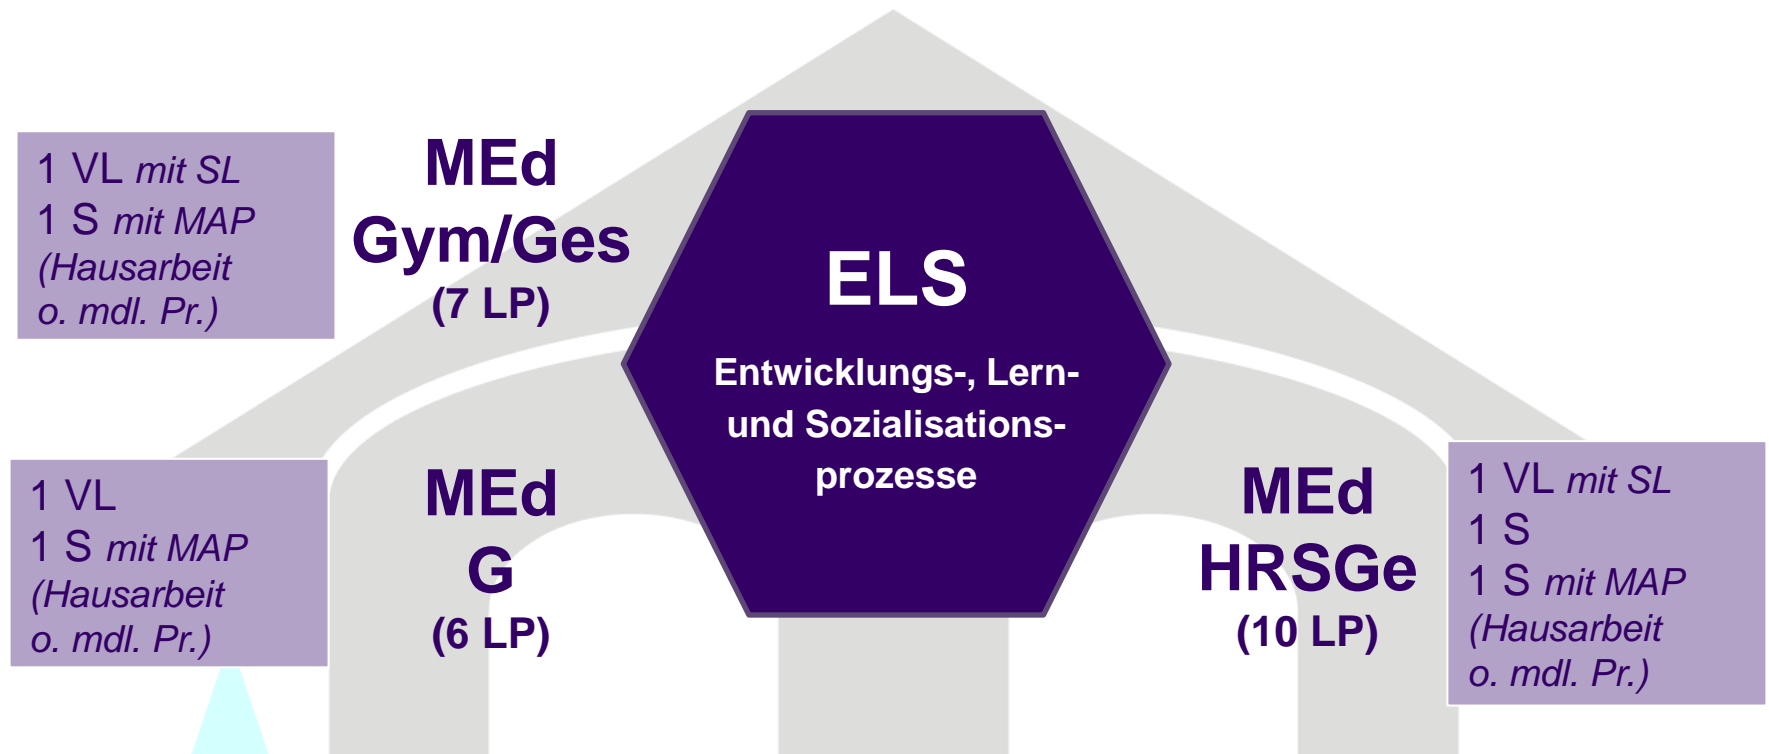 1 VL mit SL
1 S mit MAP
(Hausarbeit
o. mdl. Pr.)
MEd
Gym/Ges
(7 LP)
ELS
Entwicklungs-, Lern-
und Sozialisations-
prozesse
1 VL
1 S mit MAP
(Hausarbeit
o. mdl. Pr.)
MEd
G
(6 LP)
MEd
HRSGe
(10 LP)
1 VL mit SL
1 S
1 S mit MAP
(Hausarbeit
o. mdl. Pr.)